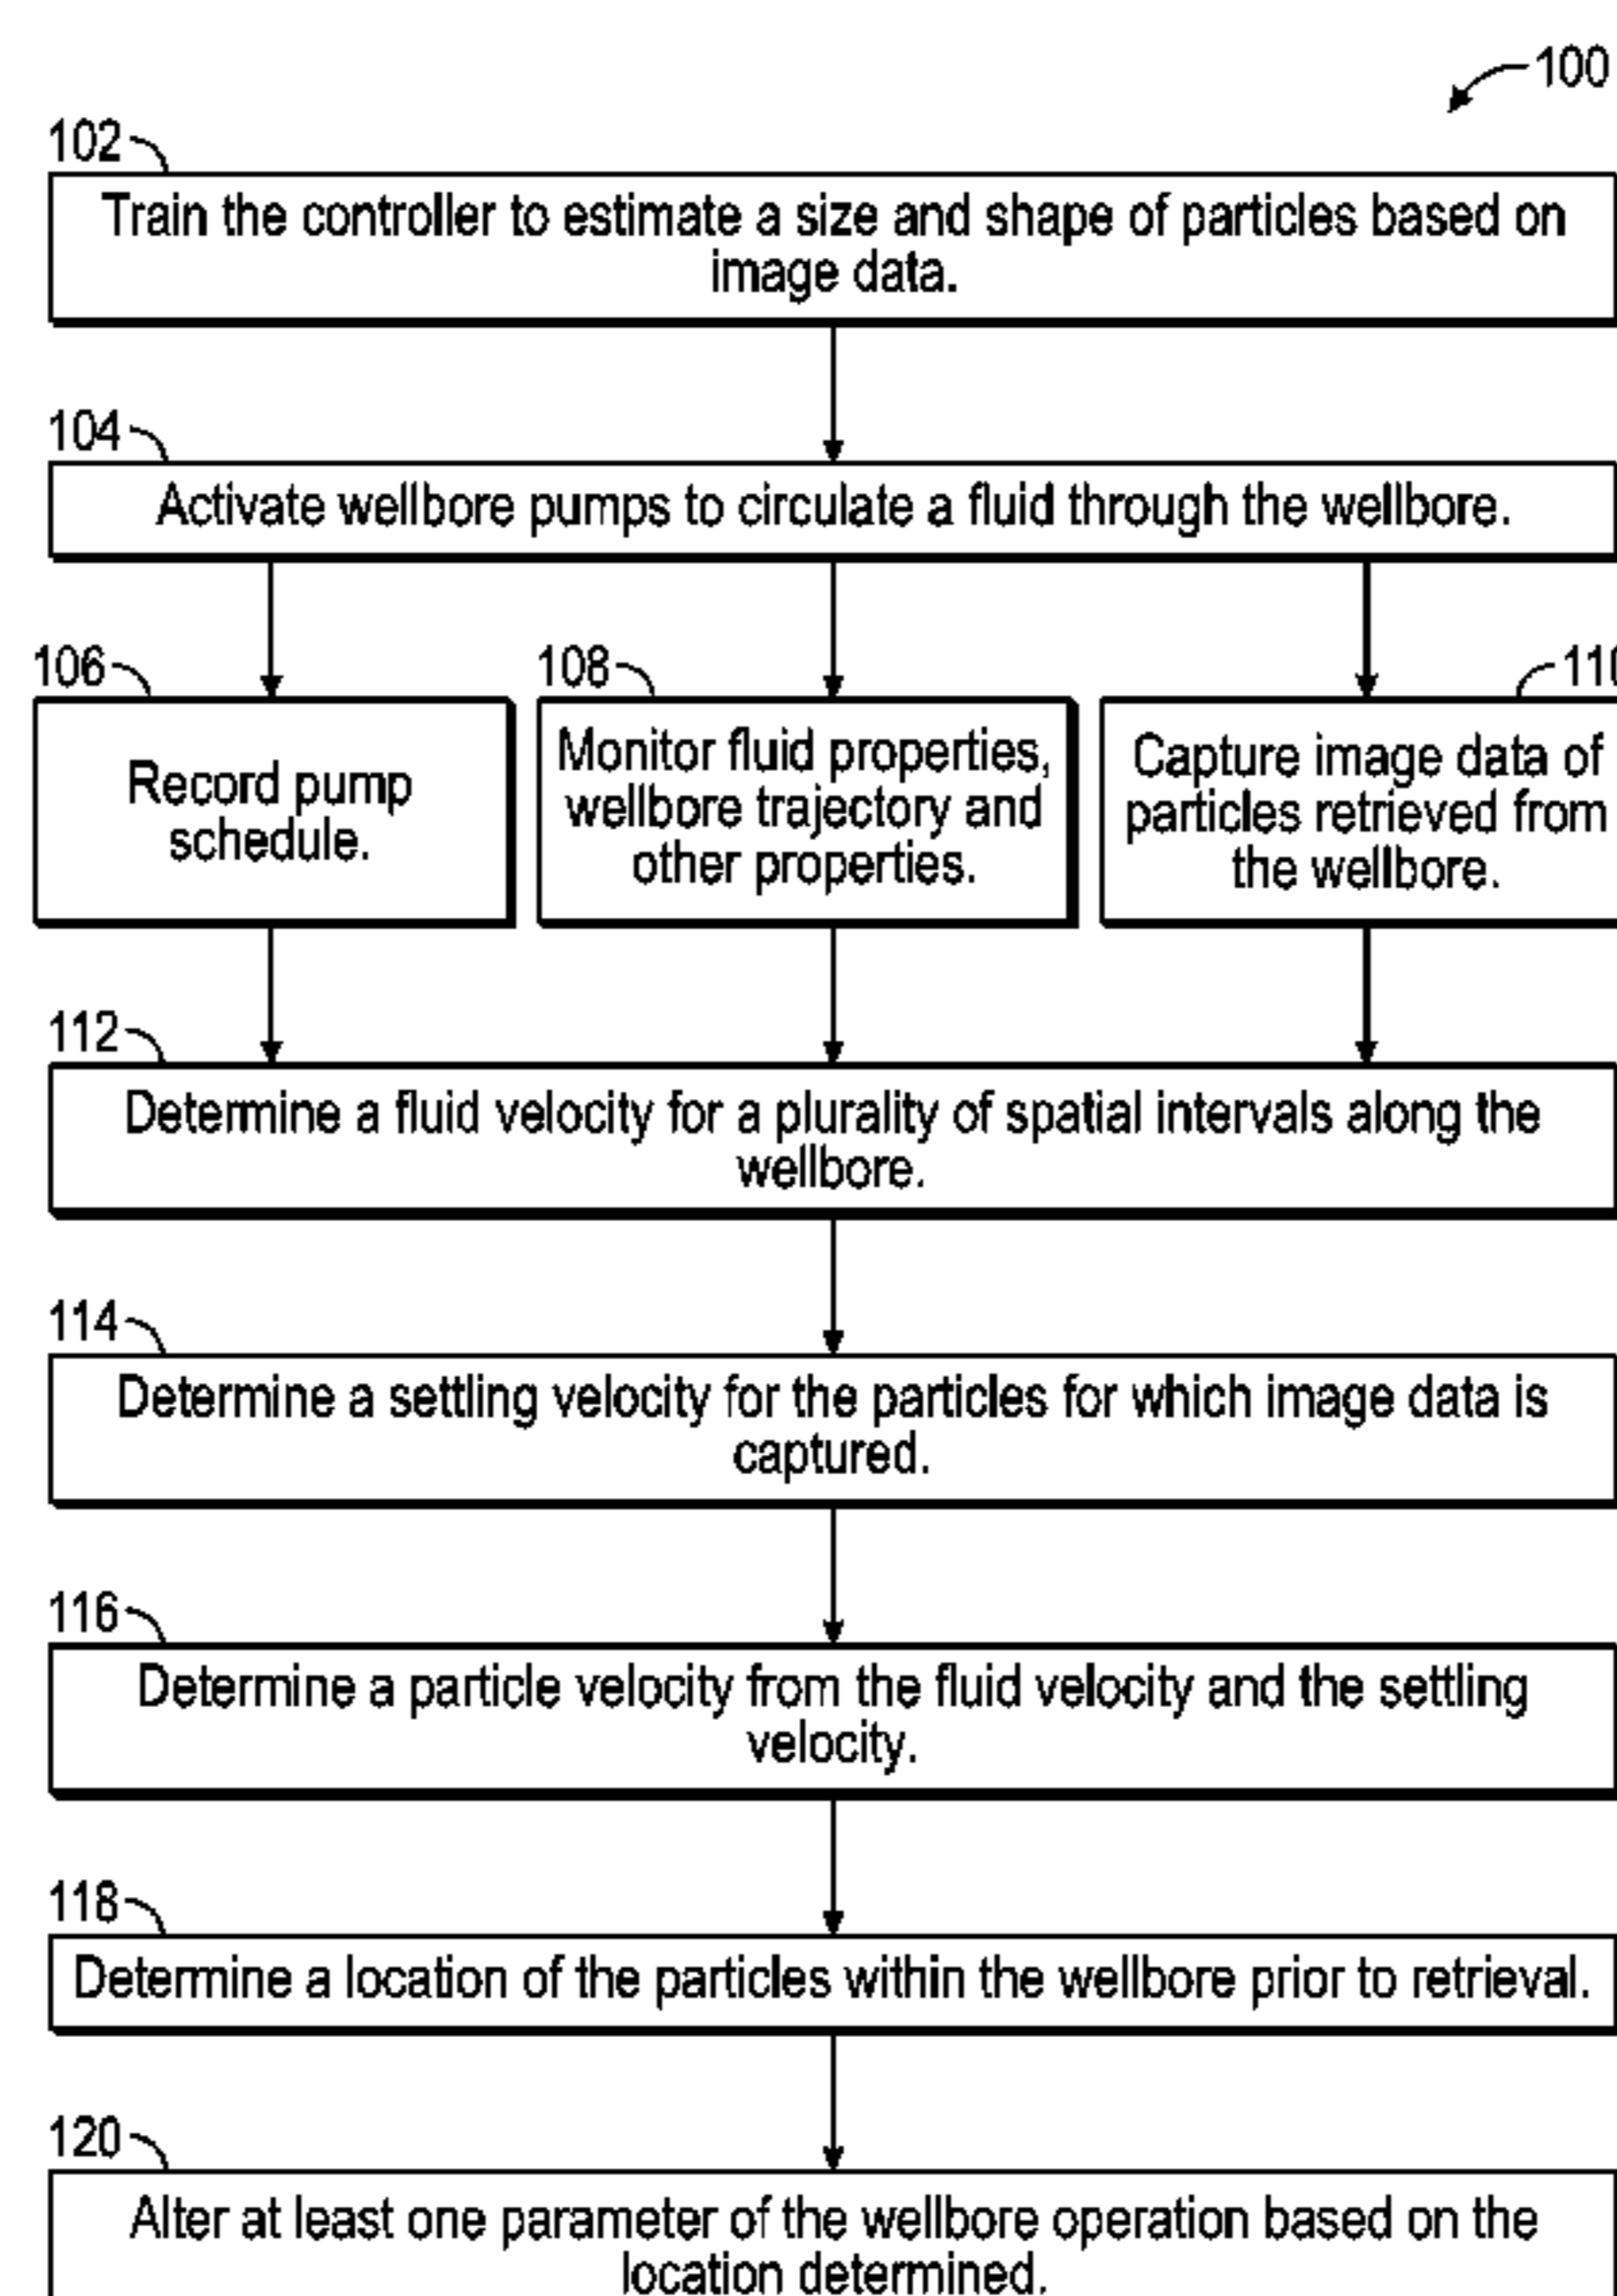 100
102
Train the controller to estimate a size and shape of particles based on
image data.
104
Activate wellbore pumps to circulate a fluid through the wellbore.
106
Record pump
schedule.
108
Monitor fluid properties,
wellbore trajectory and
other properties.
110
Capture image data of
particles retrieved from
the wellbore.
112
Determine a fluid velocity for a plurality of spatial intervals along the
wellbore.
114
Determine a settling velocity for the particles for which image data is
captured.
116
Determine a particle velocity from the fluid velocity and the settling
velocity.
118
Determine a location of the particles within the wellbore prior to retrieval.
120
Alter at least one parameter of the wellbore operation based on the
location determined.